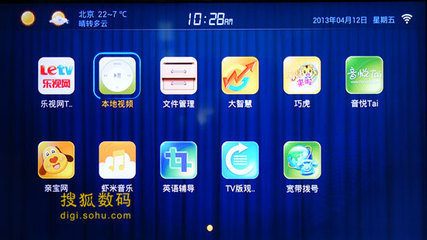 北京 22~7 ℃
晴转多云
10:28AM
2013年04月12日 星期五
Letv
乐视网
音悦Tai
乐视网T..
本地视频
文件管理
大智慧
巧虎
音悦Tai
亲宝网
虾米音乐
英语辅导
TV版观..
宽带拨号
搜狐数码
digi.sohu.com